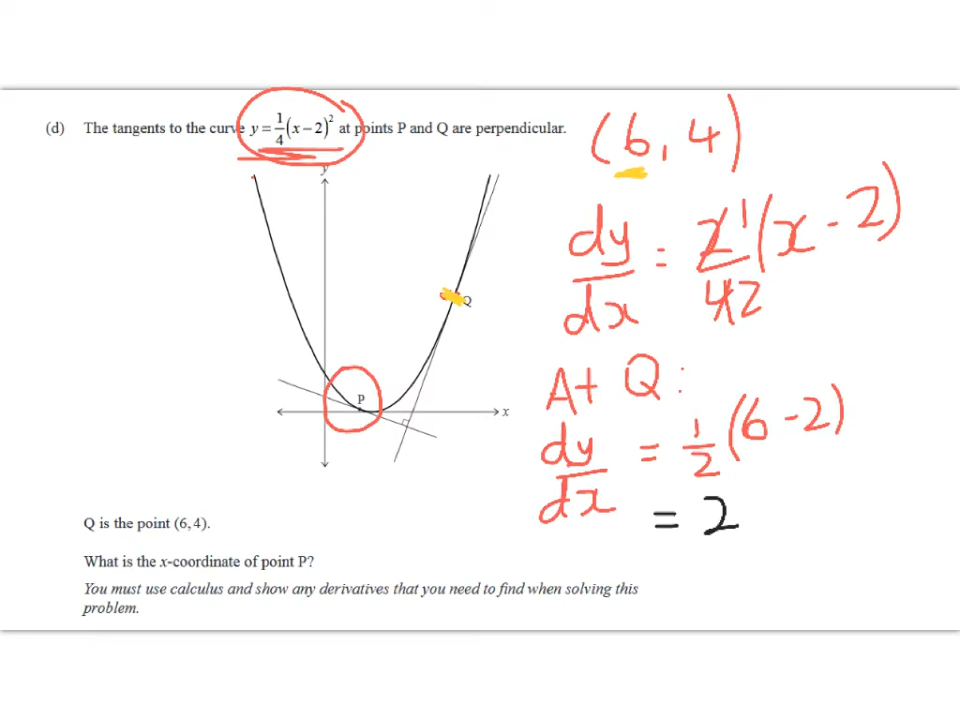 (d) The tangents to the curve y = 1/4 (x − 2)² at points P and Q are perpendicular.
(6, 4)
y
dy/dx = 2̶ 1/4̶ 2 (x - 2)
Q
At Q:
P
x
dy/dx = 1/2 (6 - 2)
= 2
Q is the point (6, 4).
What is the x-coordinate of point P?
You must use calculus and show any derivatives that you need to find when solving this
problem.